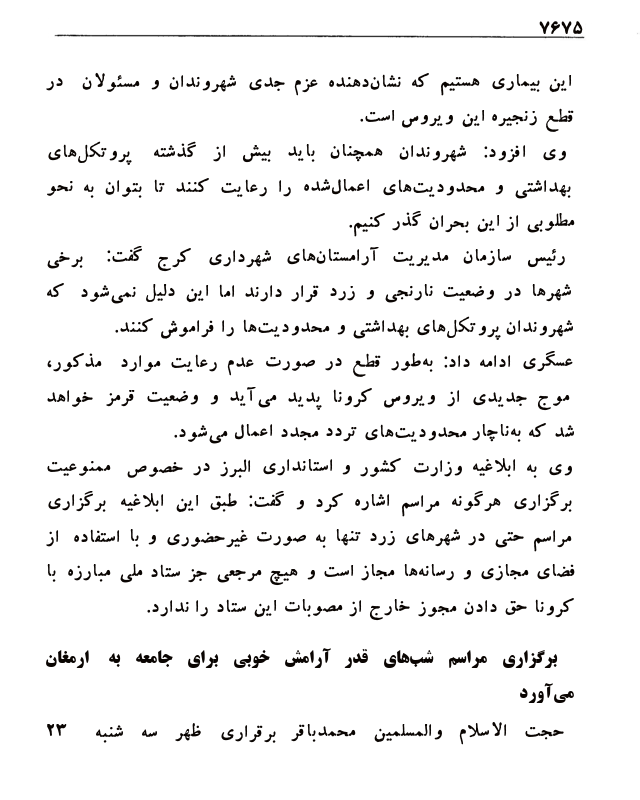 ۷۶۷۵
این بیماری هستیم که نشان‌دهنده عزم جدی شهروندان و مسئولان در
قطع زنجیره این ویروس است.
وی افزود: شهروندان همچنان باید بیش از گذشته پروتکل‌های
بهداشتی و محدودیت‌های اعمال‌شده را رعایت کنند تا بتوان به نحو
مطلوبی از این بحران گذر کنیم.
رئیس سازمان مدیریت آرامستان‌های شهرداری کرج گفت: برخی
شهرها در وضعیت نارنجی و زرد قرار دارند اما این دلیل نمی‌شود که
شهروندان پروتکل‌های بهداشتی و محدودیت‌ها را فراموش کنند.
عسگری ادامه داد: به‌طور قطع در صورت عدم رعایت موارد مذکور،
موج جدیدی از ویروس کرونا پدید می‌آید و وضعیت قرمز خواهد
شد که به‌ناچار محدودیت‌های تردد مجدد اعمال می‌شود.
وی به ابلاغیه وزارت کشور و استانداری البرز در خصوص ممنوعیت
برگزاری هرگونه مراسم اشاره کرد و گفت: طبق این ابلاغیه برگزاری
مراسم حتی در شهرهای زرد تنها به صورت غیرحضوری و با استفاده از
فضای مجازی و رسانه‌ها مجاز است و هیچ مرجعی جز ستاد ملی مبارزه با
کرونا حق دادن مجوز خارج از مصوبات این ستاد را ندارد.
برگزاری مراسم شب‌های قدر آرامش خوبی برای جامعه به ارمغان
می‌آورد
حجت الاسلام والمسلمین محمدباقر برقراری ظهر سه شنبه ۲۳